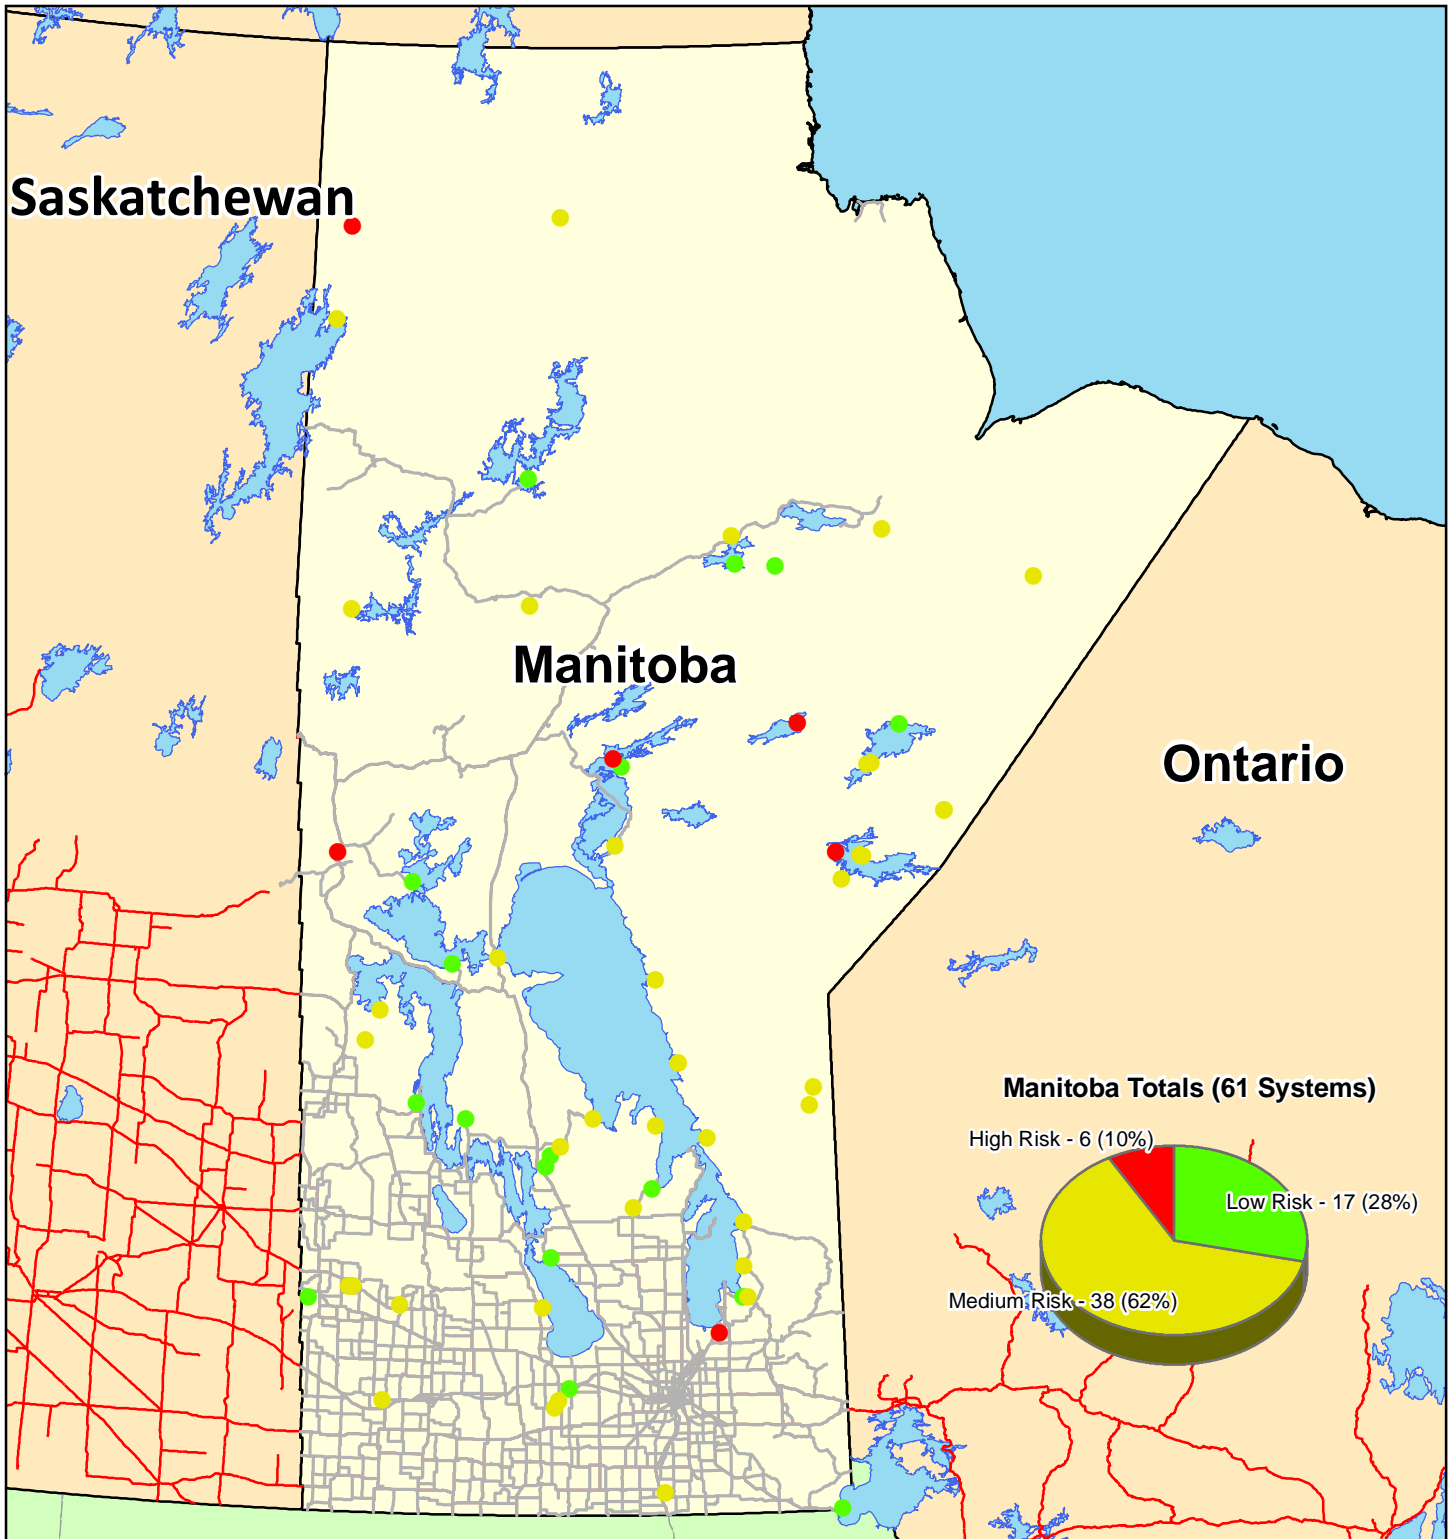 Saskatchewan
Manitoba
Ontario
Manitoba Totals (61 Systems)
High Risk - 6 (10%)
Low Risk - 17 (28%)
Medium Risk - 38 (62%)